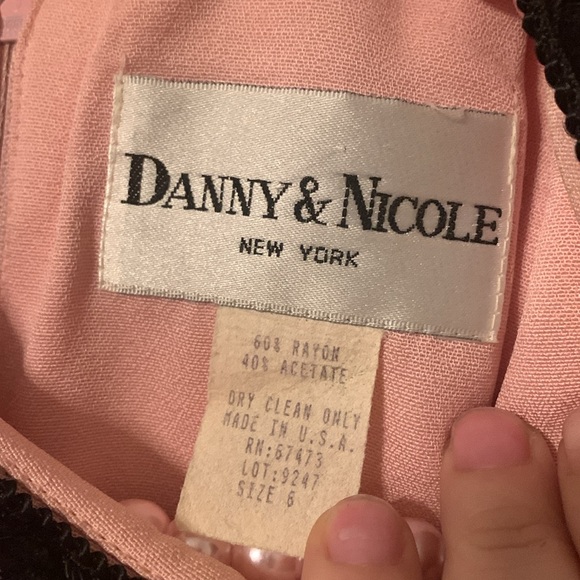 DANNY & NICOLE
NEW YORK
60% RAYON
40% ACETATE
DRY CLEAN ONLY
MADE IN U.S.A.
RN:67473
LOT:9247
SIZE 6